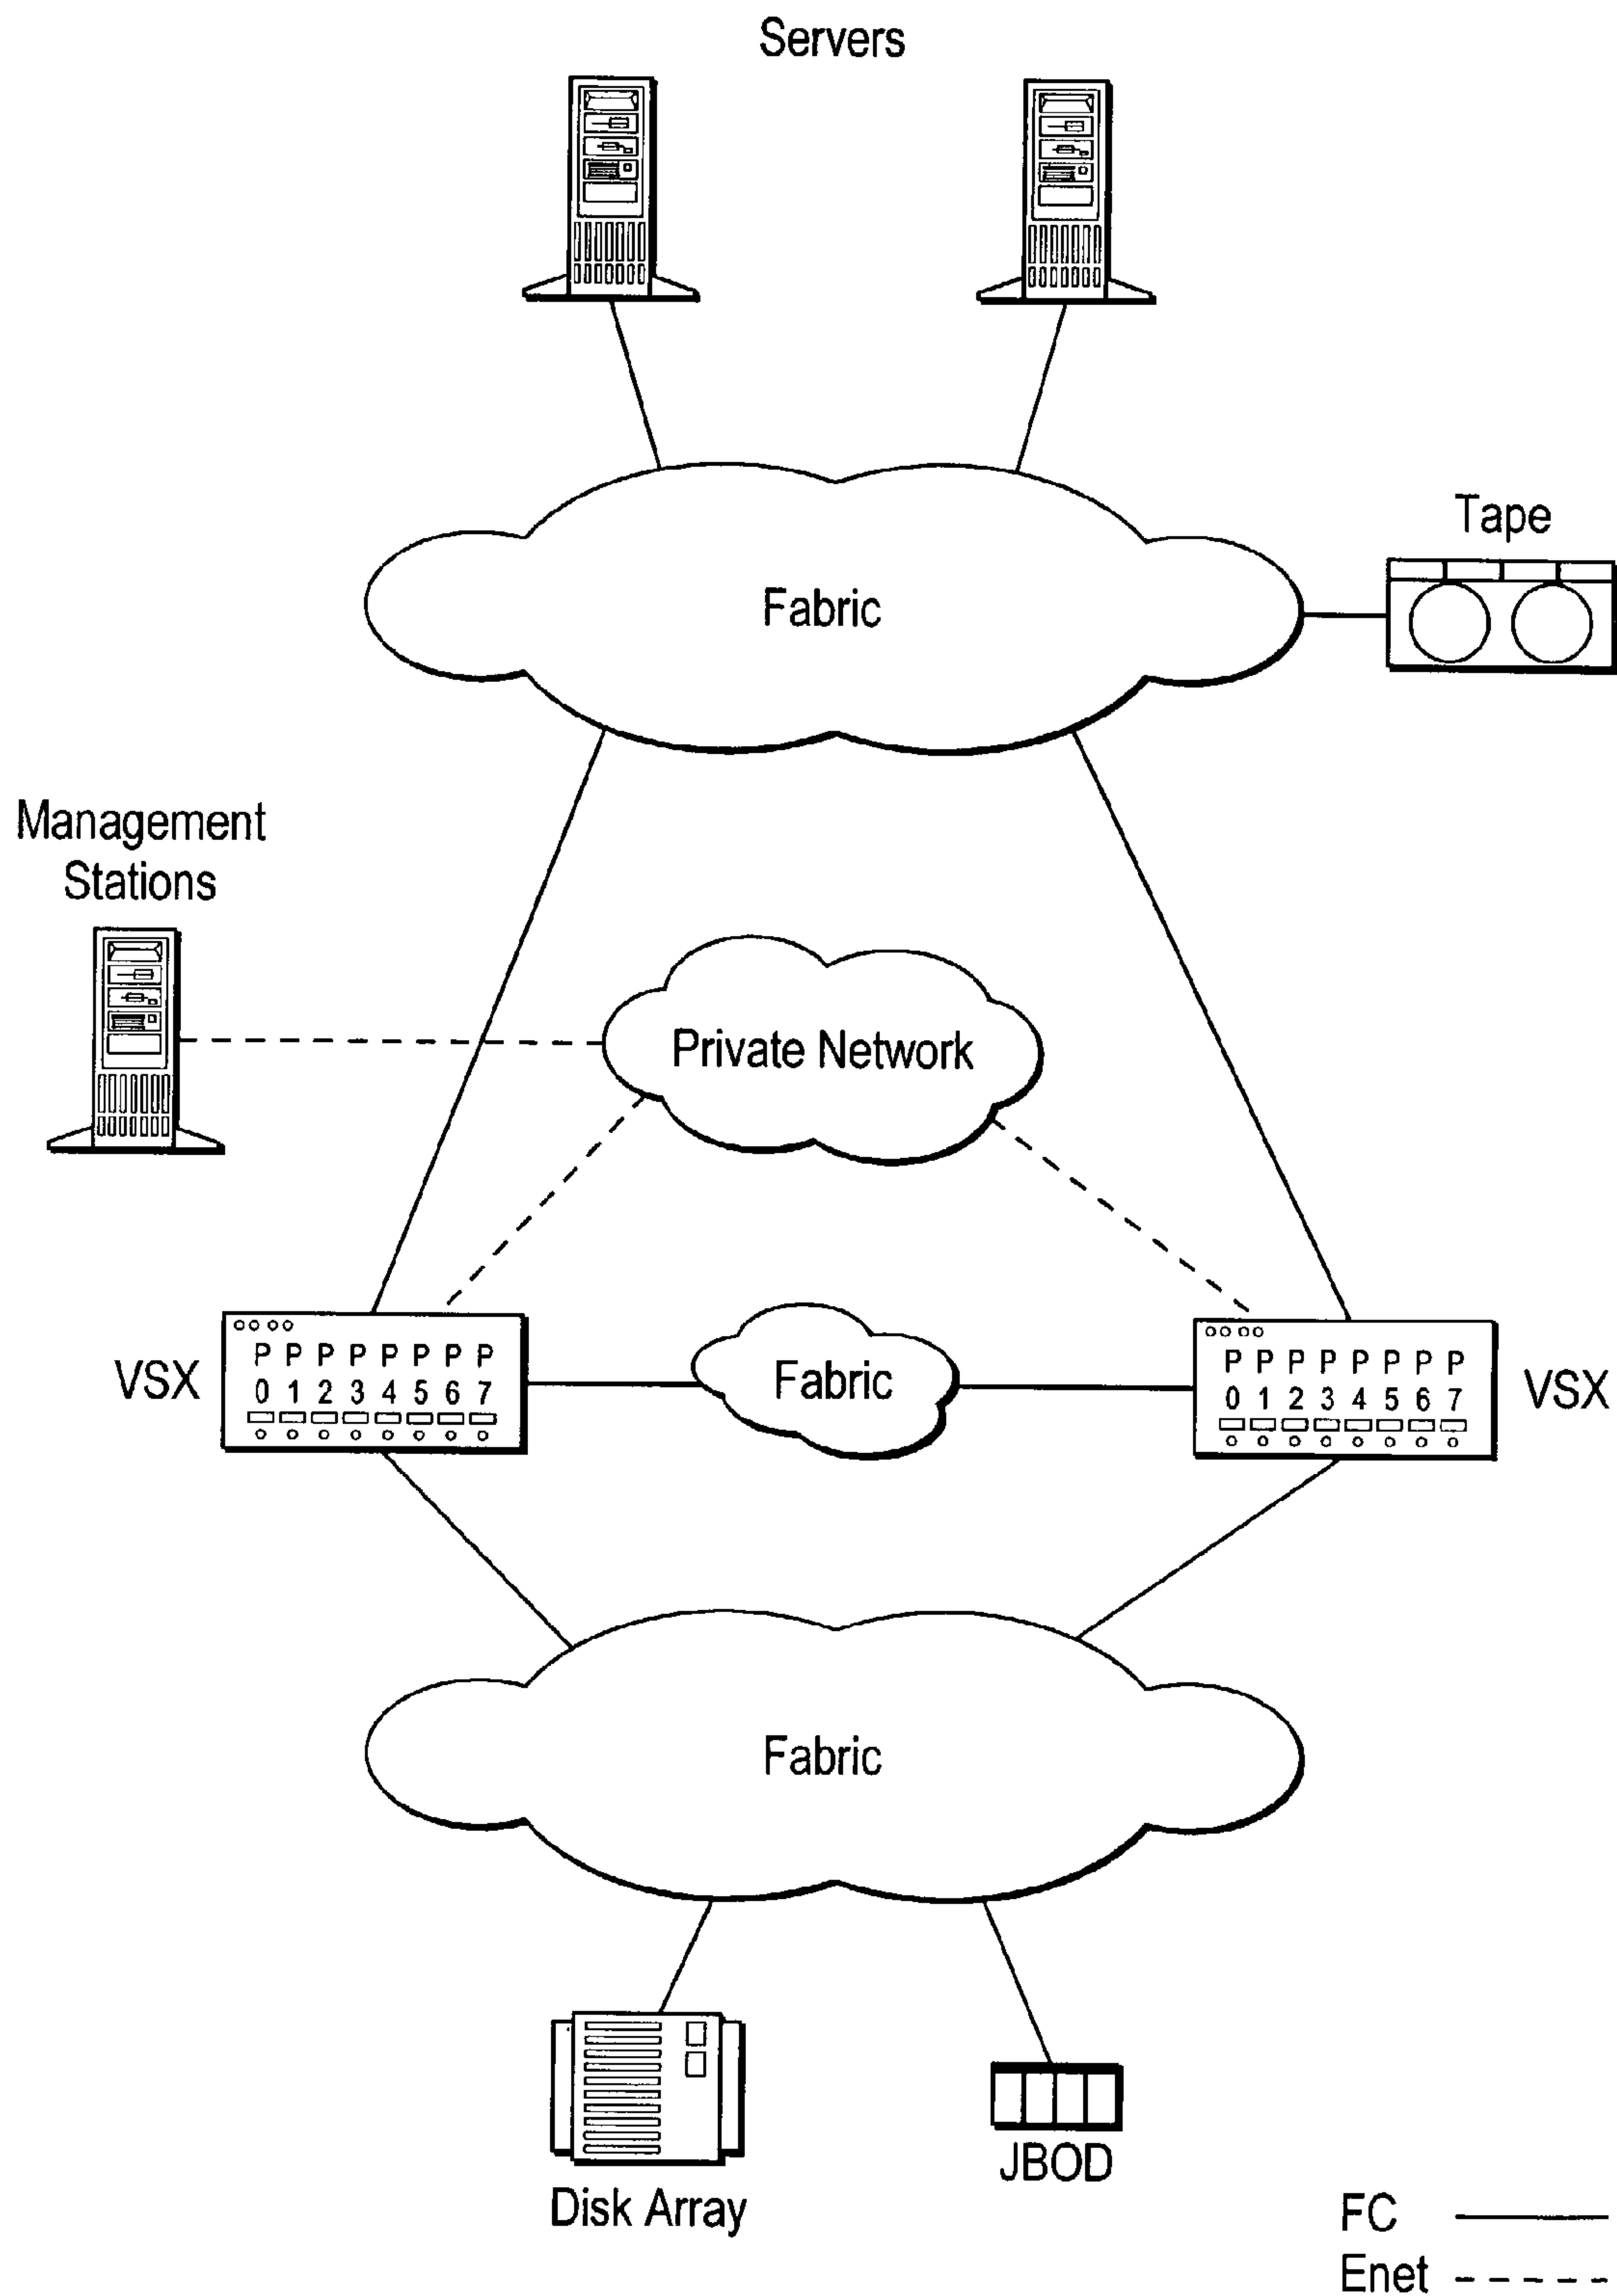 Servers
Tape
Fabric
Management
Stations
Private Network
VSX
P P P P P P P P
0 1 2 3 4 5 6 7
Fabric
P P P P P P P P
0 1 2 3 4 5 6 7
VSX
Fabric
Disk Array
JBOD
FC
Enet